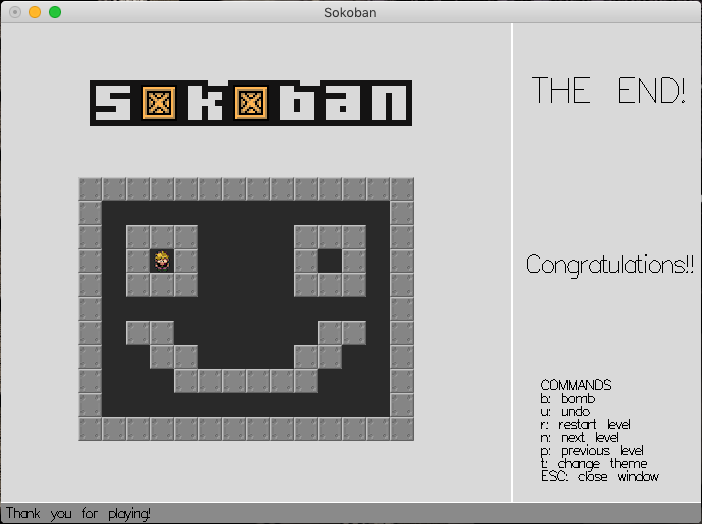 Sokoban
sokoban
THE END!
Congratulations!!
COMMANDS
b: bomb
u: undo
r: restart level
n: next level
p: previous level
t: change theme
ESC: close window
Thank you for playing!